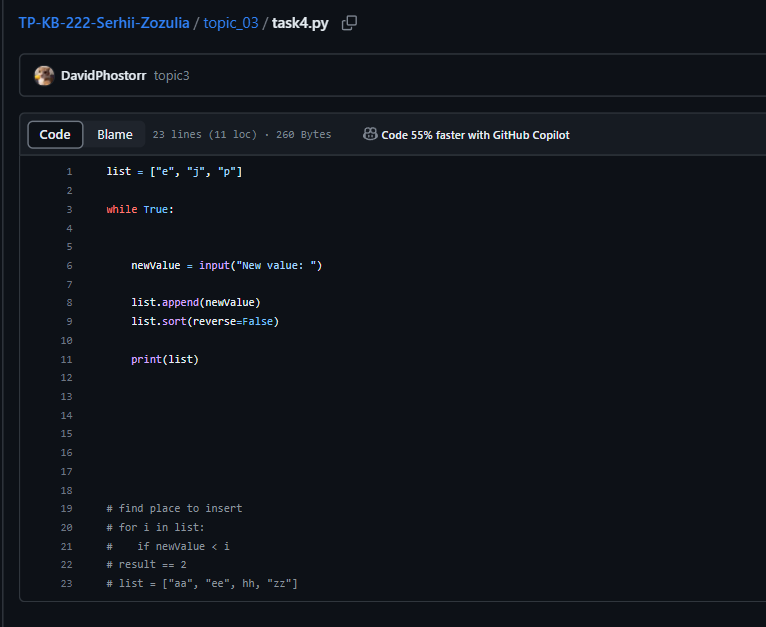 TP-KB-222-Serhii-Zozulia / topic_03 / task4.py
DavidPhostorr topic3
Code Blame 23 lines (11 loc) · 260 Bytes Code 55% faster with GitHub Copilot
1 list = ["e", "j", "p"]
2
3 while True:
4
5
6     newValue = input("New value: ")
7
8     list.append(newValue)
9     list.sort(reverse=False)
10
11     print(list)
12
13
14
15
16
17
18
19 # find place to insert
20 # for i in list:
21 #    if newValue < i
22 # result == 2
23 # list = ["aa", "ee", hh, "zz"]